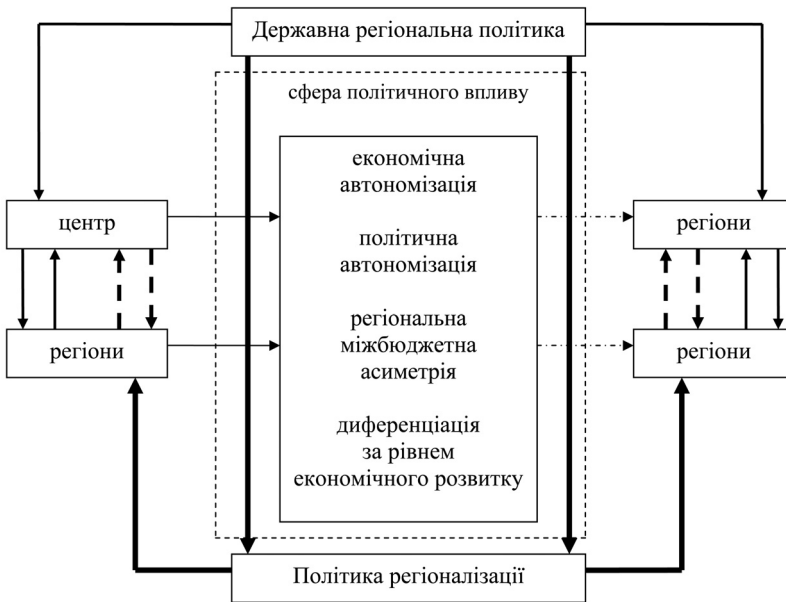 Державна регіональна політика
сфера політичного впливу
економічна
автономізація
центр
регіони
політична
автономізація
регіональна
міжбюджетна
асиметрія
регіони
регіони
диференціація
за рівнем
економічного розвитку
Політика регіоналізації